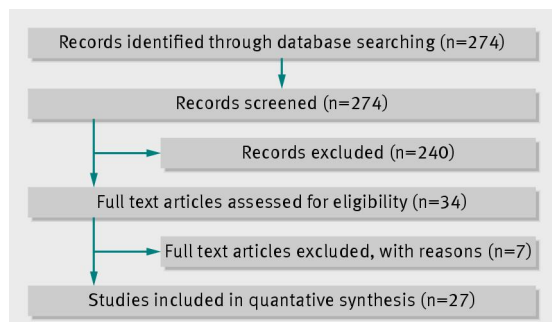 Records identified through database searching (n=274)
Records screened (n=274)
Records excluded (n=240)
Full text articles assessed for eligibility (n=34)
Full text articles excluded, with reasons (n=7)
Studies included in quantative synthesis (n=27)